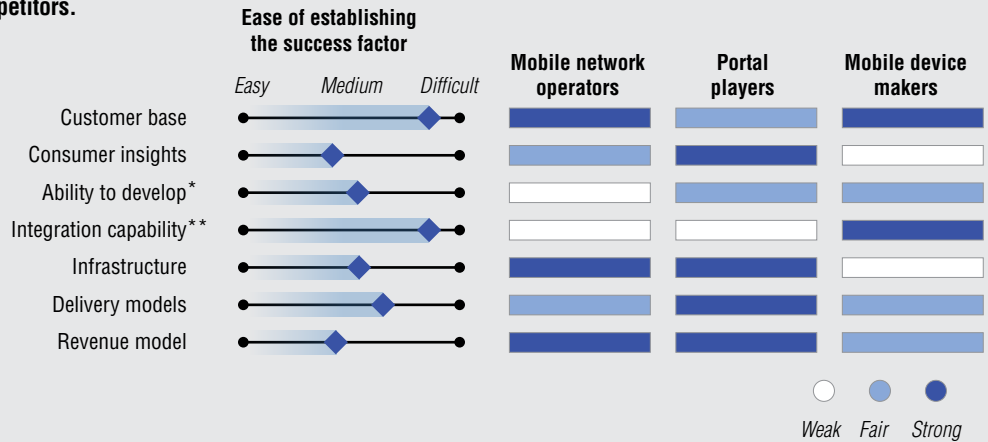 Ease of establishing
the success factor
Easy Medium Difficult
Mobile network
operators
Portal
players
Mobile device
makers
Customer base
Consumer insights
Ability to develop*
Integration capability**
Infrastructure
Delivery models
Revenue model
Weak Fair Strong